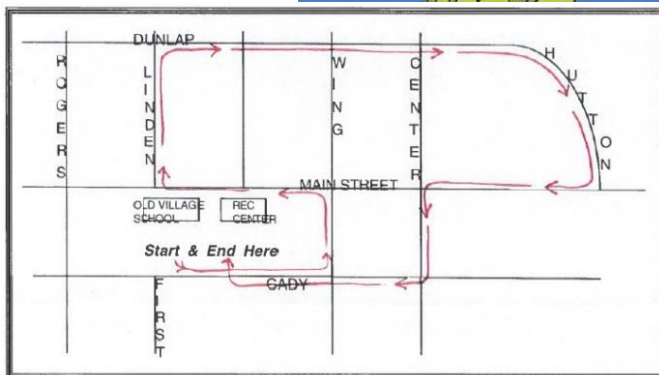 DUNLAP
ROGERS
LINDEN
WING
CENTER
HUTTON
MAIN STREET
OLD VILLAGE
SCHOOL
REC
CENTER
Start & End Here
CADY
FIRST